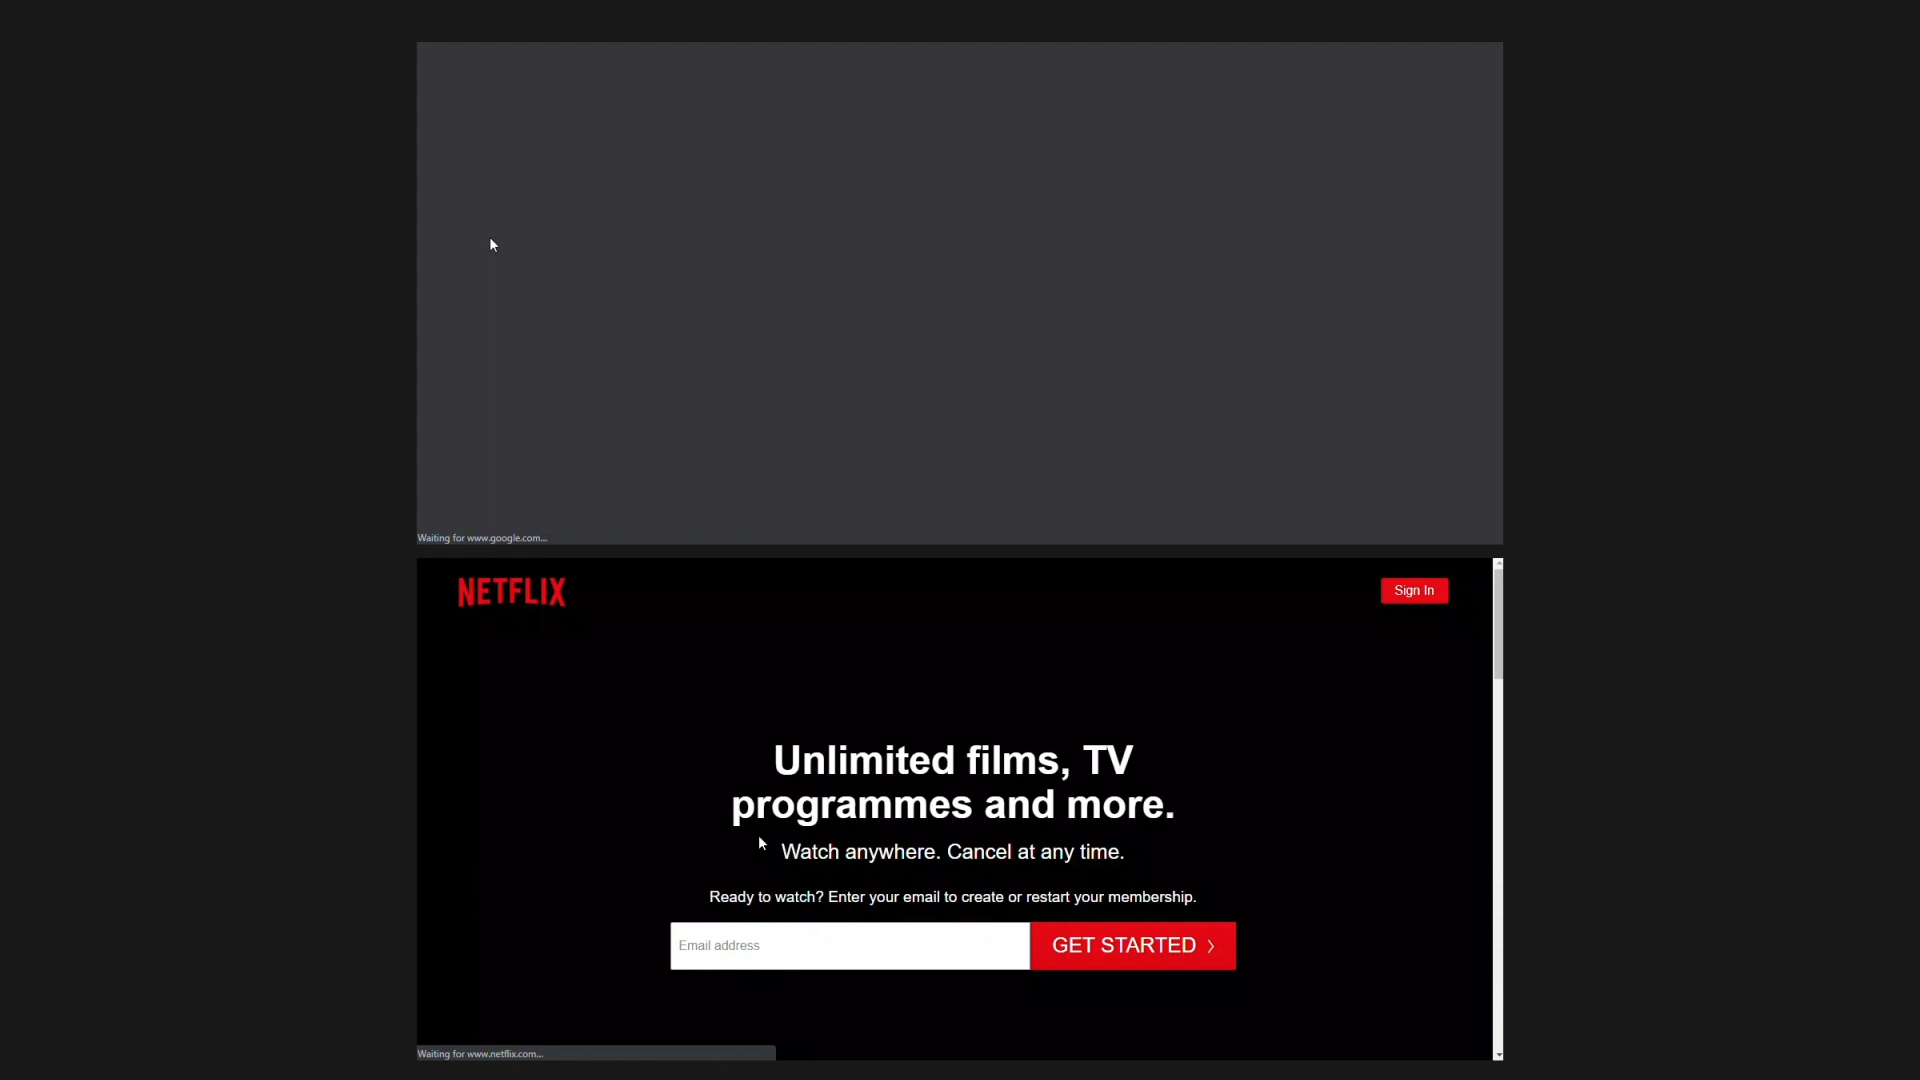 Waiting for www.google.com...
NETFLIX
Sign In
Unlimited films, TV
programmes and more.
Watch anywhere. Cancel at any time.
Ready to watch? Enter your email to create or restart your membership.
Email address
GET STARTED >
Waiting for www.netflix.com...